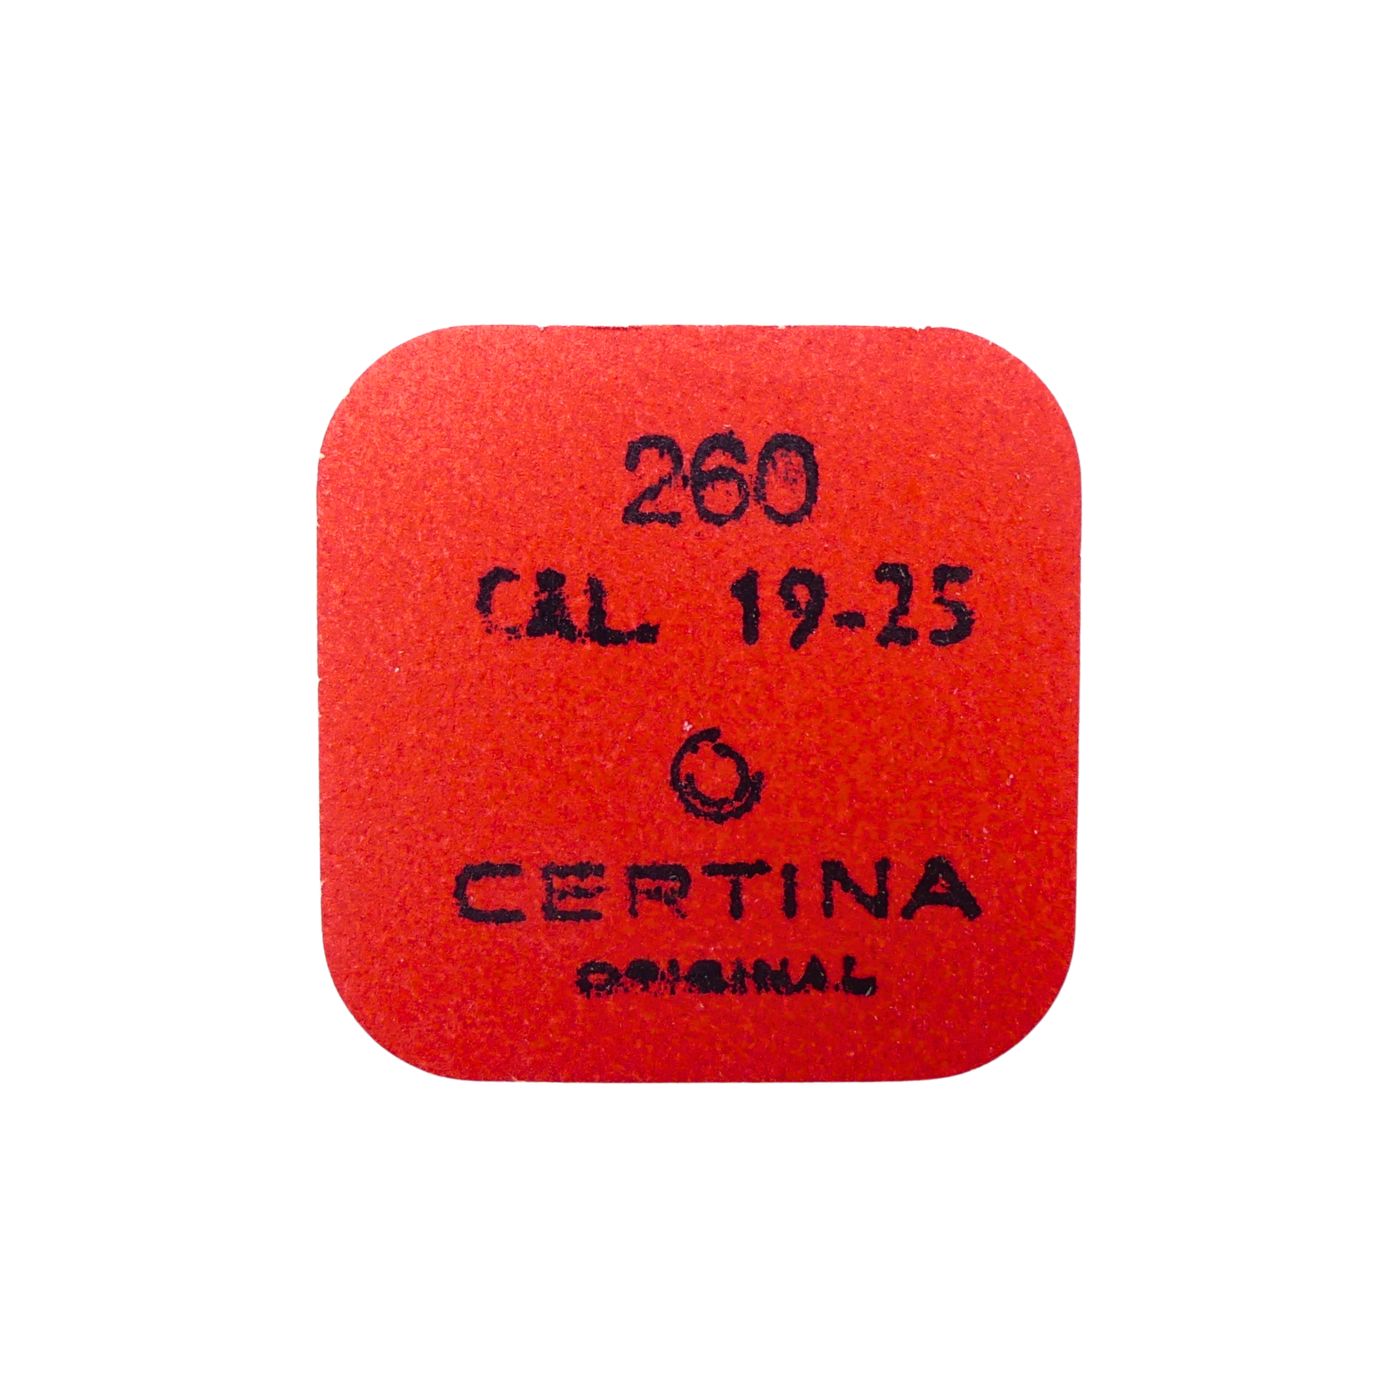 260
CAL. 19-25
CERTINA
ORIGINAL